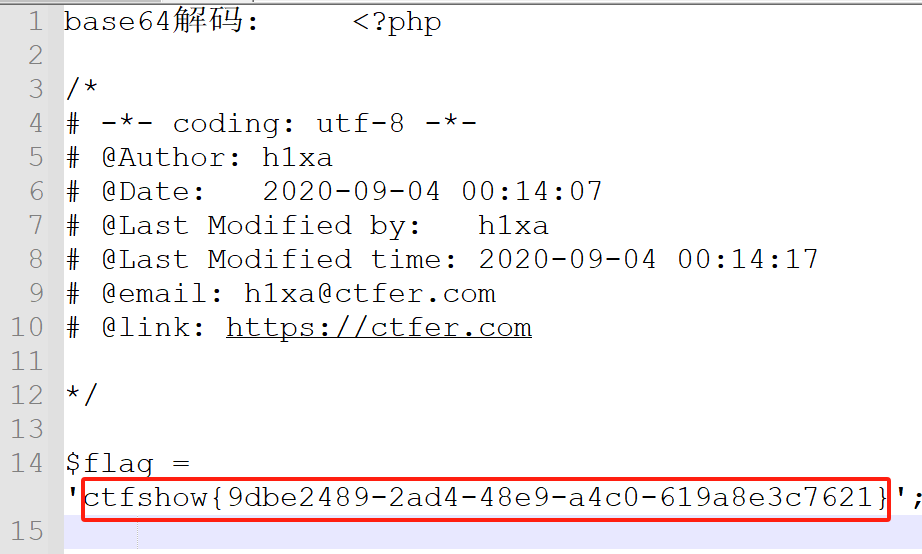 1 base64解码:     <?php
2
3 /*
4 # -*- coding: utf-8 -*-
5 # @Author: h1xa
6 # @Date:   2020-09-04 00:14:07
7 # @Last Modified by:   h1xa
8 # @Last Modified time: 2020-09-04 00:14:17
9 # @email: h1xa@ctfer.com
10 # @link: https://ctfer.com
11
12 */
13
14 $flag =
'ctfshow{9dbe2489-2ad4-48e9-a4c0-619a8e3c7621}';
15